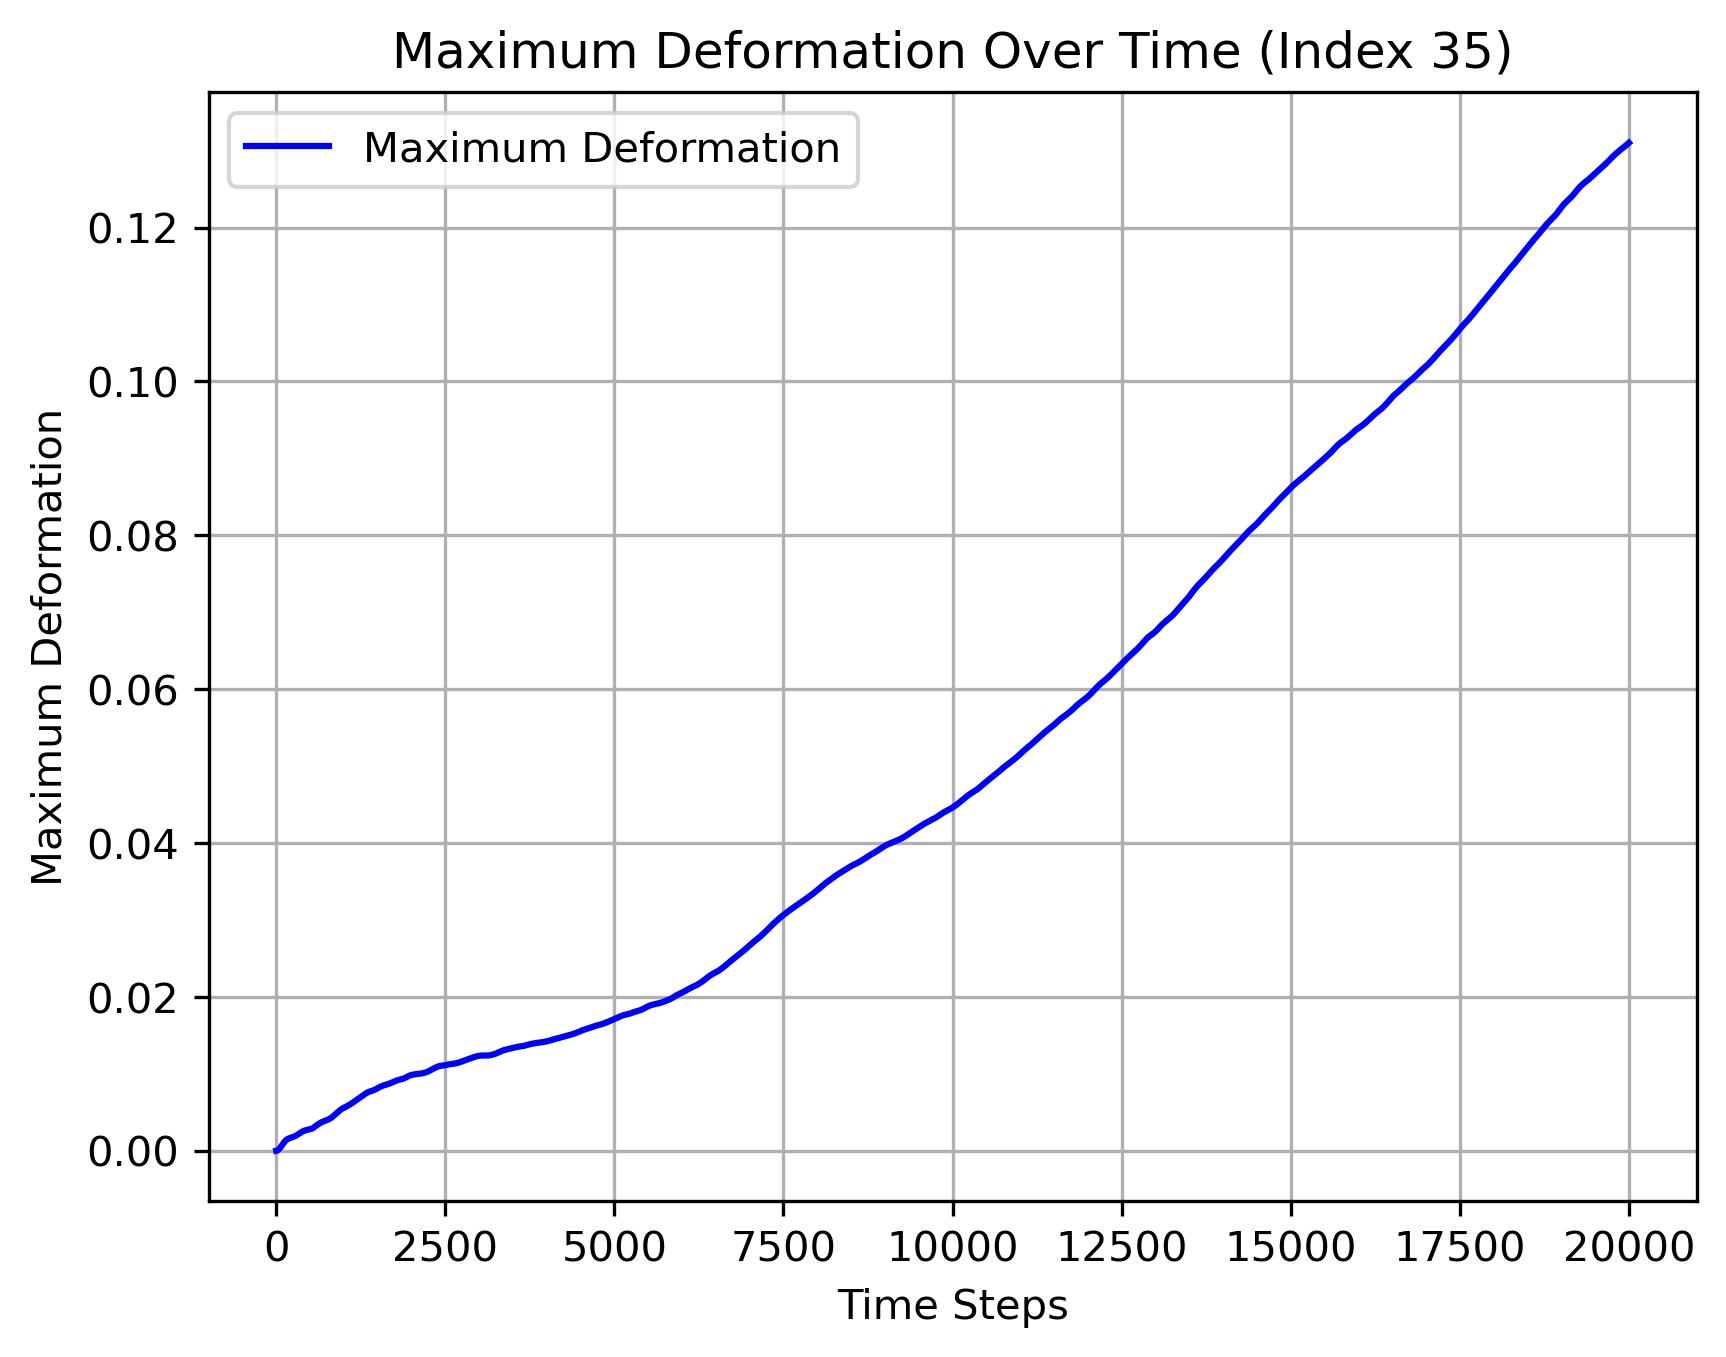 Maximum Deformation Over Time (Index 35)
Maximum Deformation
Maximum Deformation
0.12
0.10
0.08
0.06
0.04
0.02
0.00
0 2500 5000 7500 10000 12500 15000 17500 20000
Time Steps